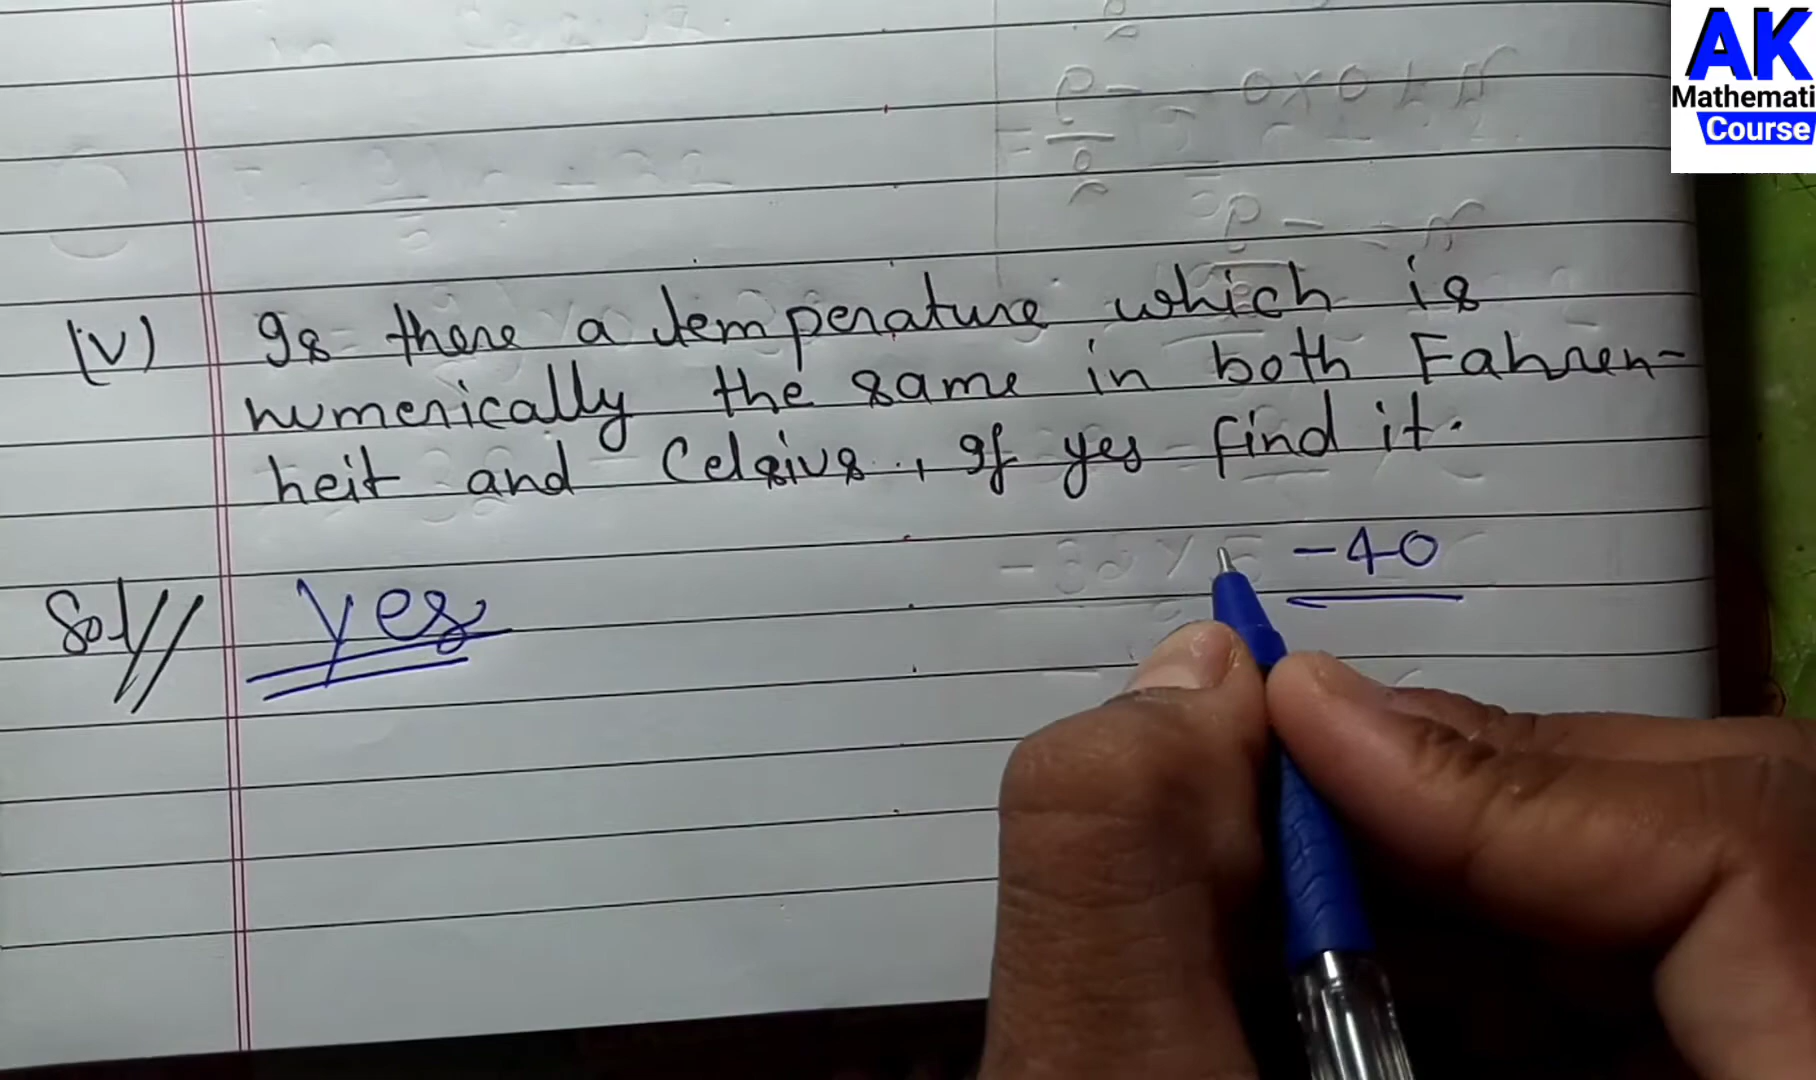 AK
Mathemati
Course
(V) Is there a temperature which is
numerically the same in both Fahren-
heit and Celsius, If yes find it.
-40
Sol// Yes